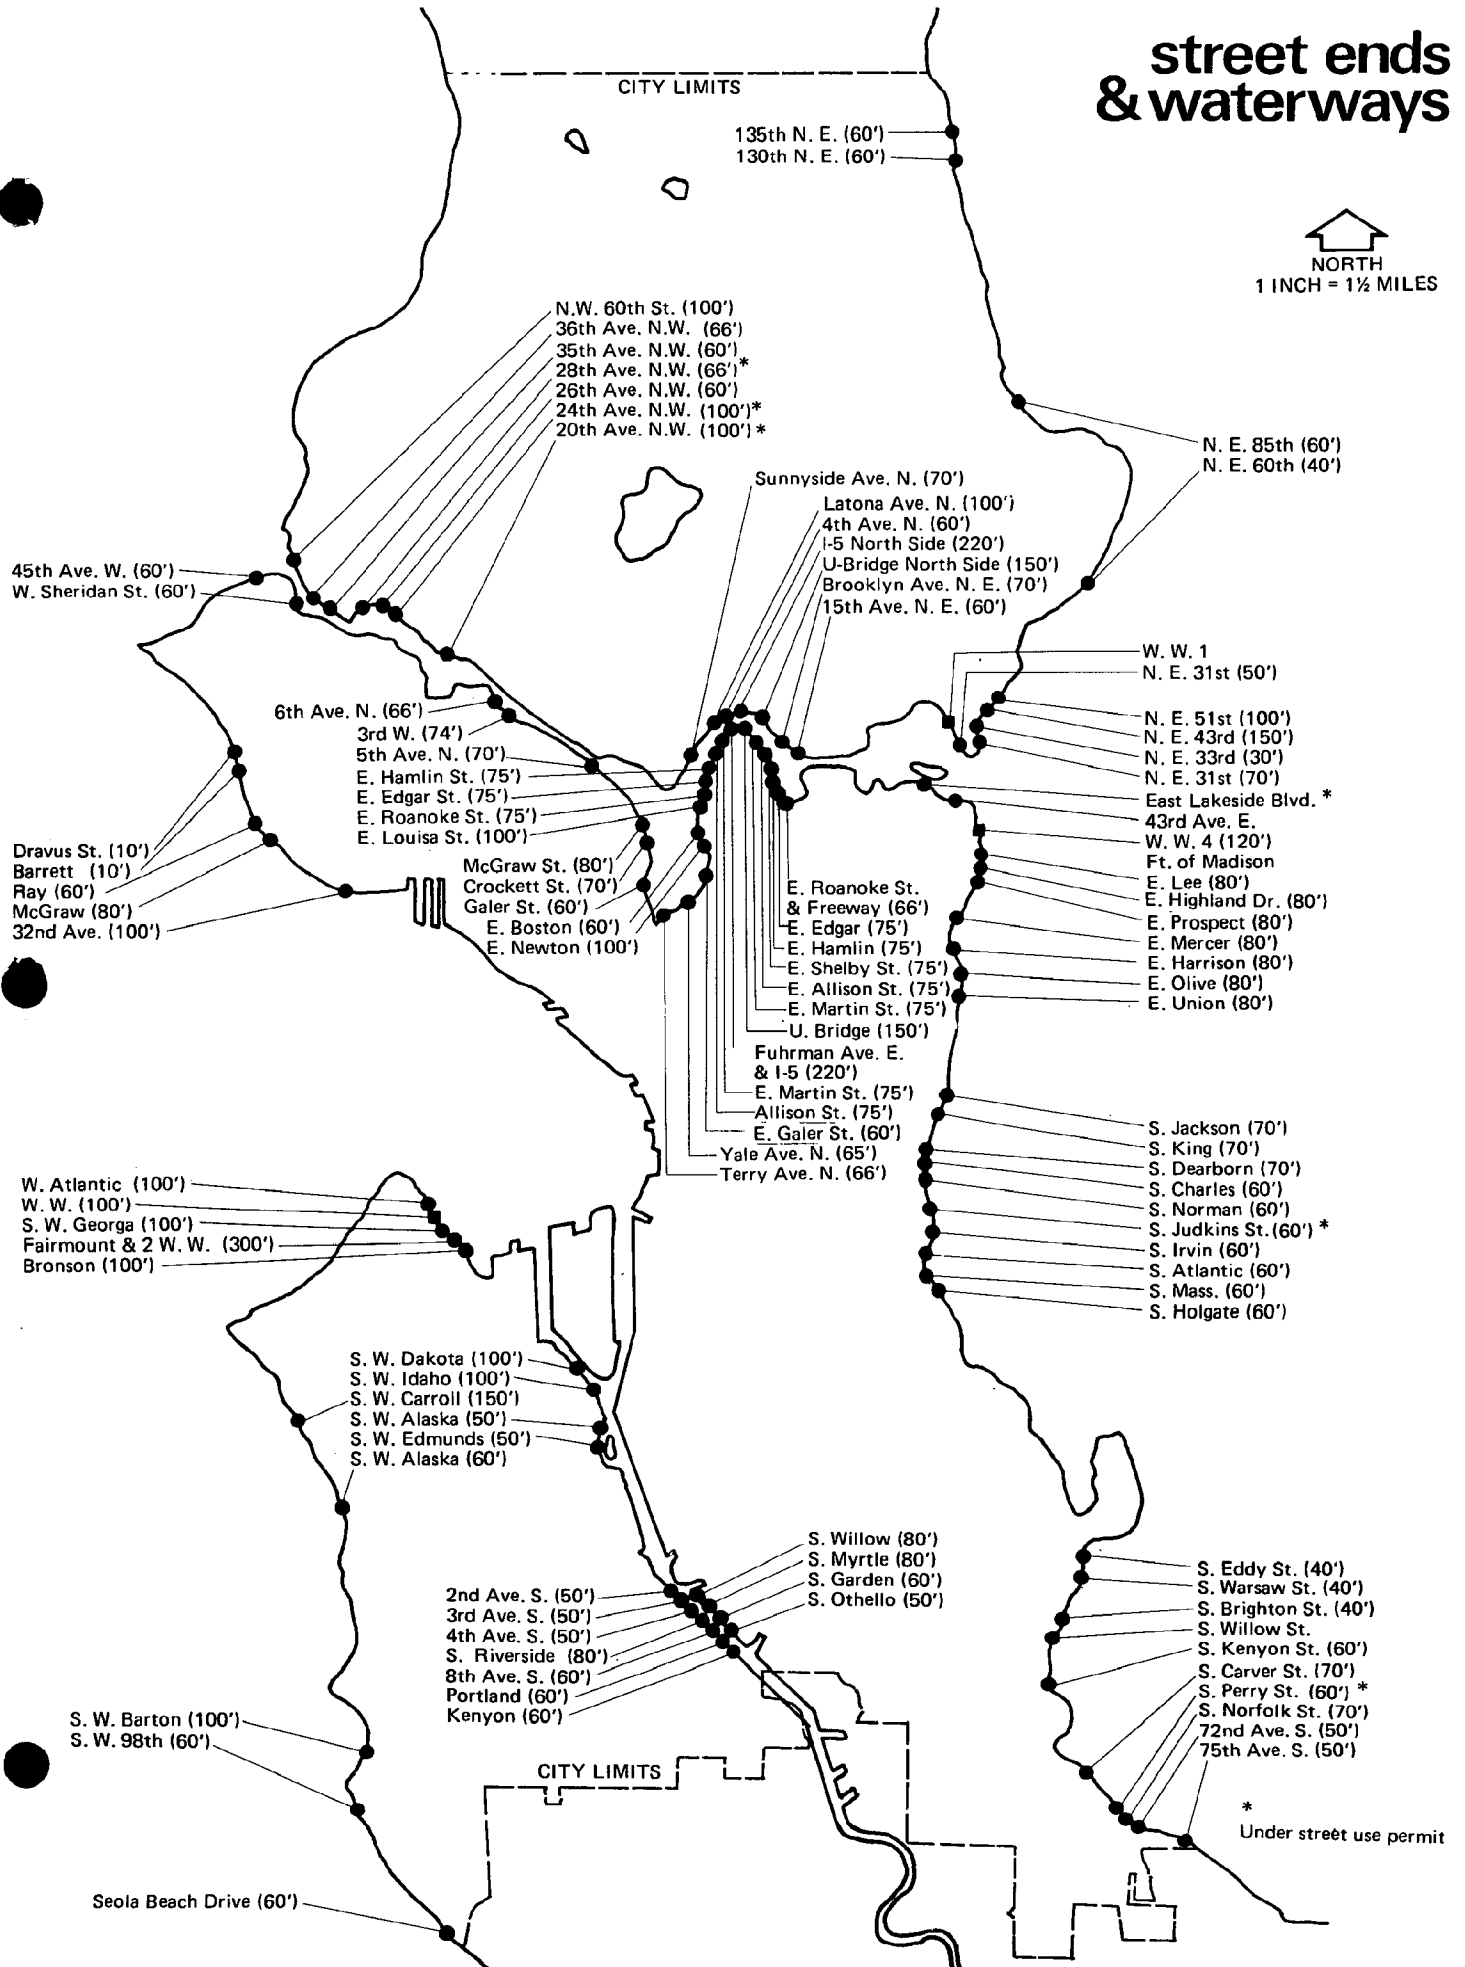 street ends
& waterways
CITY LIMITS
135th N. E. (60')
130th N. E. (60')
NORTH
1 INCH = 1½ MILES
N.W. 60th St. (100')
36th Ave. N.W. (66')
35th Ave. N.W. (60')
28th Ave. N.W. (66')*
26th Ave. N.W. (60')
24th Ave. N.W. (100')*
20th Ave. N.W. (100')*
N. E. 85th (60')
N. E. 60th (40')
Sunnyside Ave. N. (70')
Latona Ave. N. (100')
4th Ave. N. (60')
I-5 North Side (220')
U-Bridge North Side (150')
Brooklyn Ave. N. E. (70')
15th Ave. N. E. (60')
45th Ave. W. (60')
W. Sheridan St. (60')
W. W. 1
N. E. 31st (50')
N. E. 51st (100')
N. E. 43rd (150')
N. E. 33rd (30')
N. E. 31st (70')
East Lakeside Blvd. *
43rd Ave. E.
W. W. 4 (120')
Ft. of Madison
E. Lee (80')
E. Highland Dr. (80')
E. Prospect (80')
E. Mercer (80')
E. Harrison (80')
E. Olive (80')
E. Union (80')
6th Ave. N. (66')
3rd W. (74')
5th Ave. N. (70')
E. Hamlin St. (75')
E. Edgar St. (75')
E. Roanoke St. (75')
E. Louisa St. (100')
McGraw St. (80')
Crockett St. (70')
Galer St. (60')
E. Boston (60')
E. Newton (100')
Dravus St. (10')
Barrett (10')
Ray (60')
McGraw (80')
32nd Ave. (100')
E. Roanoke St.
& Freeway (66')
E. Edgar (75')
E. Hamlin (75')
E. Shelby St. (75')
E. Allison St. (75')
E. Martin St. (75')
U. Bridge (150')
Fuhrman Ave. E.
& I-5 (220')
E. Martin St. (75')
Allison St. (75')
E. Galer St. (60')
Yale Ave. N. (65')
Terry Ave. N. (66')
S. Jackson (70')
S. King (70')
S. Dearborn (70')
S. Charles (60')
S. Norman (60')
S. Judkins St. (60') *
S. Irvin (60')
S. Atlantic (60')
S. Mass. (60')
S. Holgate (60')
W. Atlantic (100')
W. W. (100')
S. W. Georga (100')
Fairmount & 2 W. W. (300')
Bronson (100')
S. W. Dakota (100')
S. W. Idaho (100')
S. W. Carroll (150')
S. W. Alaska (50')
S. W. Edmunds (50')
S. W. Alaska (60')
S. Willow (80')
S. Myrtle (80')
S. Garden (60')
S. Othello (50')
2nd Ave. S. (50')
3rd Ave. S. (50')
4th Ave. S. (50')
S. Riverside (80')
8th Ave. S. (60')
Portland (60')
Kenyon (60')
S. Eddy St. (40')
S. Warsaw St. (40')
S. Brighton St. (40')
S. Willow St.
S. Kenyon St. (60')
S. Carver St. (70')
S. Perry St. (60') *
S. Norfolk St. (70')
72nd Ave. S. (50')
75th Ave. S. (50')
S. W. Barton (100')
S. W. 98th (60')
CITY LIMITS
*
Under street use permit
Seola Beach Drive (60')